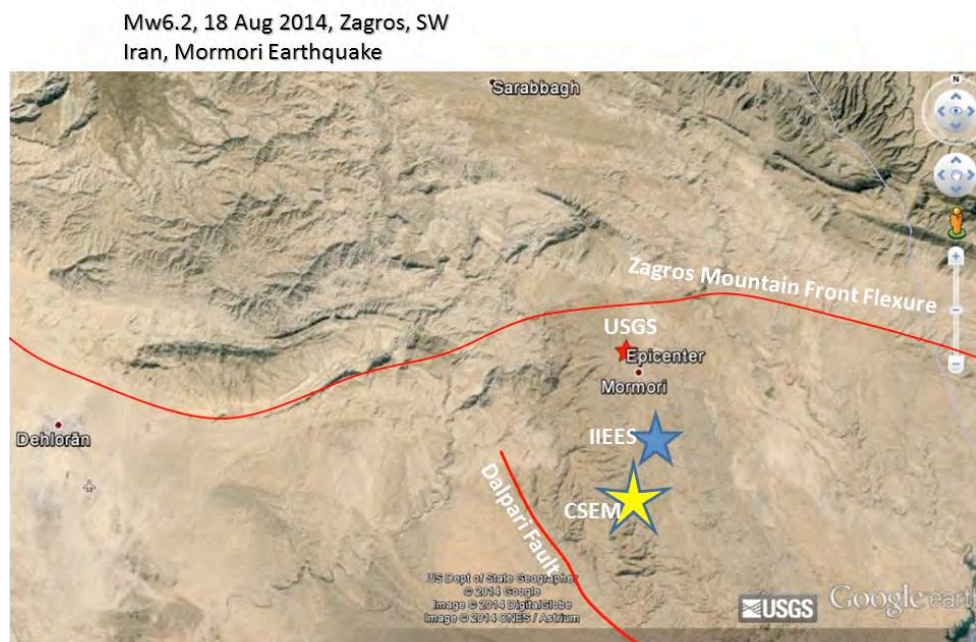 Mw6.2, 18 Aug 2014, Zagros, SW
Iran, Mormori Earthquake
Sarabbagh
N
Zagros Mountain Front Flexure
USGS
Epicenter
Mormori
Dehlorān
IIEES
CSEM
Dalpari Fault
US Dept of State Geographer
© 2014 Google
Image © 2014 DigitalGlobe
Image © 2014 CNES / Astrium
USGS
Google earth